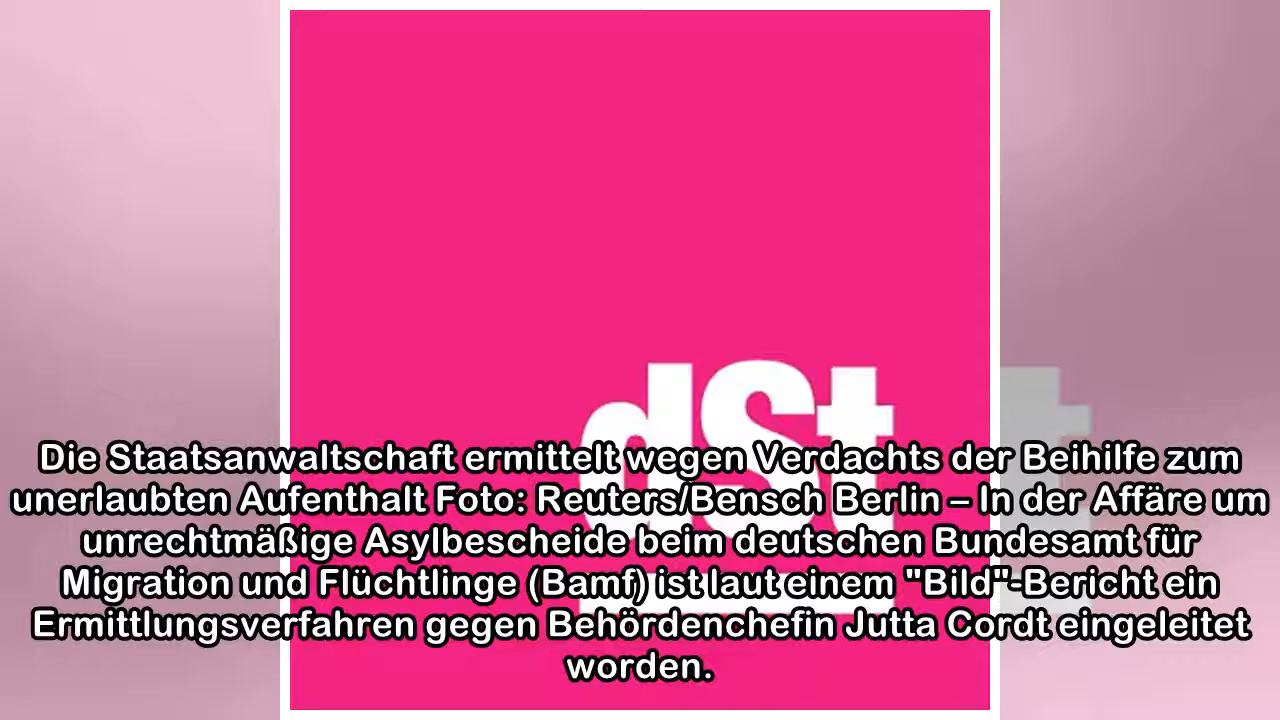 dSt
t
Die Staatsanwaltschaft ermittelt wegen Verdachts der Beihilfe zum
unerlaubten Aufenthalt Foto: Reuters/Bensch Berlin – In der Affäre um
unrechtmäßige Asylbescheide beim deutschen Bundesamt für
Migration und Flüchtlinge (Bamf) ist laut einem "Bild"-Bericht ein
Ermittlungsverfahren gegen Behördenchefin Jutta Cordt eingeleitet
worden.